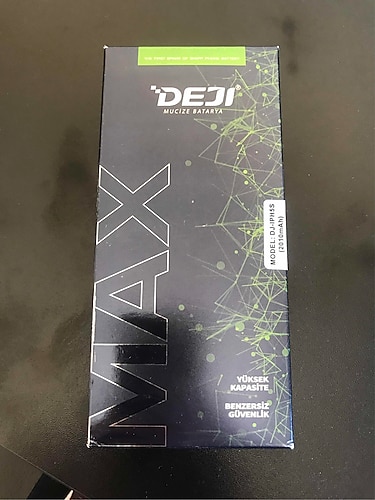 DEJI
MUCİZE BATARYA
MAX
MODEL: DJ-IPH5S
(2010mAh)
YÜKSEK
KAPASİTE
BENZERSİZ
GÜVENLİK